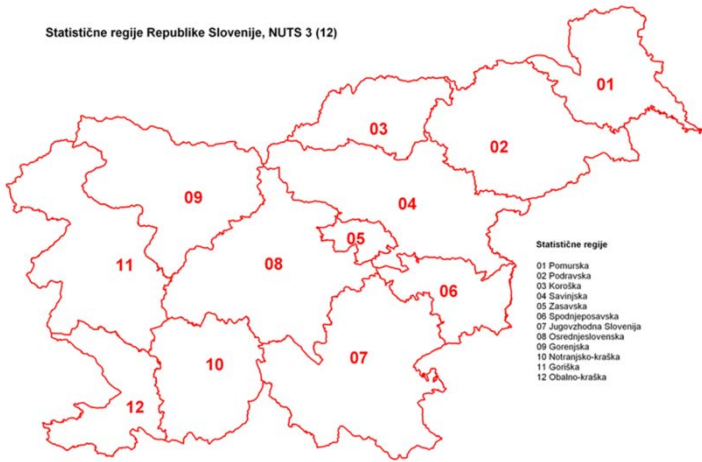 Statistične regije Republike Slovenije, NUTS 3 (12)
01
03
02
09
04
05
11
08
06
07
10
12
Statistične regije
01 Pomurska
02 Podravska
03 Koroška
04 Savinjska
05 Zasavska
06 Spodnjeposavska
07 Jugovzhodna Slovenija
08 Osrednjeslovenska
09 Gorenjska
10 Notranjsko-kraška
11 Goriška
12 Obalno-kraška